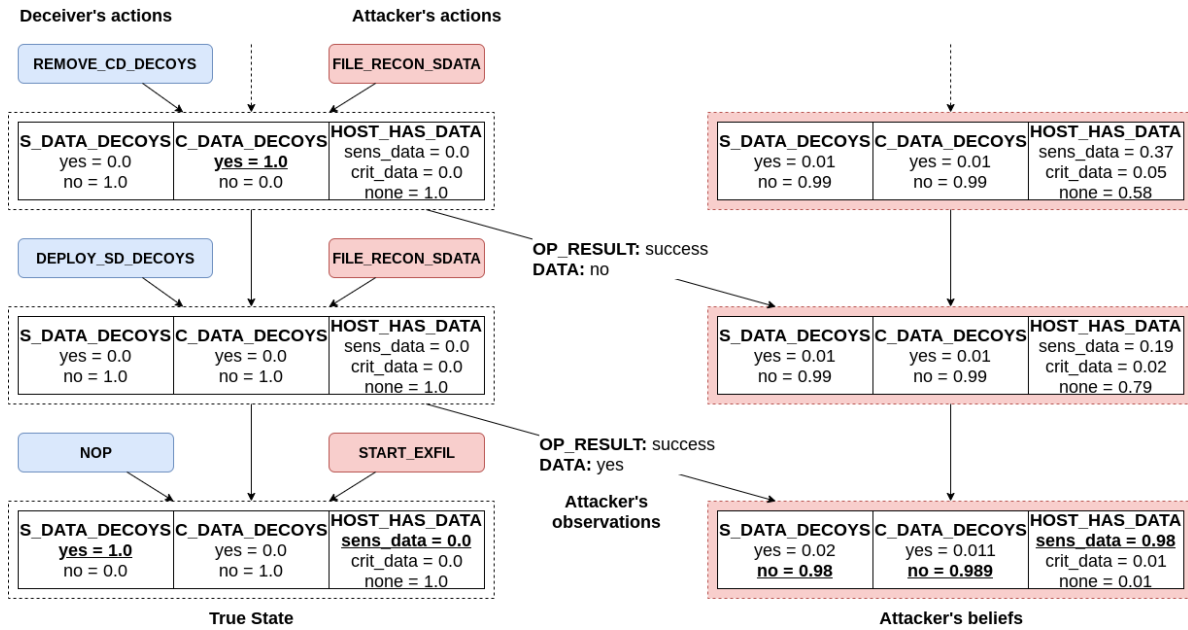 Deceiver's actions
Attacker's actions
REMOVE_CD_DECOYS
FILE_RECON_SDATA
S_DATA_DECOYS
yes = 0.0
no = 1.0
C_DATA_DECOYS
yes = 1.0
no = 0.0
HOST_HAS_DATA
sens_data = 0.0
crit_data = 0.0
none = 1.0
S_DATA_DECOYS
yes = 0.01
no = 0.99
C_DATA_DECOYS
yes = 0.01
no = 0.99
HOST_HAS_DATA
sens_data = 0.37
crit_data = 0.05
none = 0.58
DEPLOY_SD_DECOYS
FILE_RECON_SDATA
OP_RESULT: success
DATA: no
S_DATA_DECOYS
yes = 0.0
no = 1.0
C_DATA_DECOYS
yes = 0.0
no = 1.0
HOST_HAS_DATA
sens_data = 0.0
crit_data = 0.0
none = 1.0
S_DATA_DECOYS
yes = 0.01
no = 0.99
C_DATA_DECOYS
yes = 0.01
no = 0.99
HOST_HAS_DATA
sens_data = 0.19
crit_data = 0.02
none = 0.79
NOP
START_EXFIL
OP_RESULT: success
DATA: yes
Attacker's
observations
S_DATA_DECOYS
yes = 1.0
no = 0.0
C_DATA_DECOYS
yes = 0.0
no = 1.0
HOST_HAS_DATA
sens_data = 0.0
crit_data = 0.0
none = 1.0
S_DATA_DECOYS
yes = 0.02
no = 0.98
C_DATA_DECOYS
yes = 0.011
no = 0.989
HOST_HAS_DATA
sens_data = 0.98
crit_data = 0.01
none = 0.01
True State
Attacker's beliefs